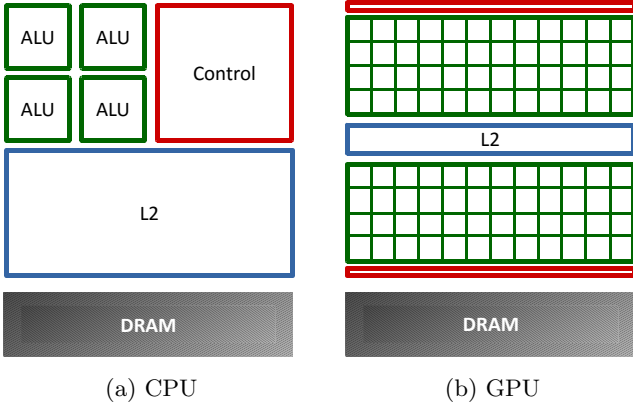 ALU ALU
Control
ALU ALU
L2
DRAM
(a) CPU
L2
DRAM
(b) GPU